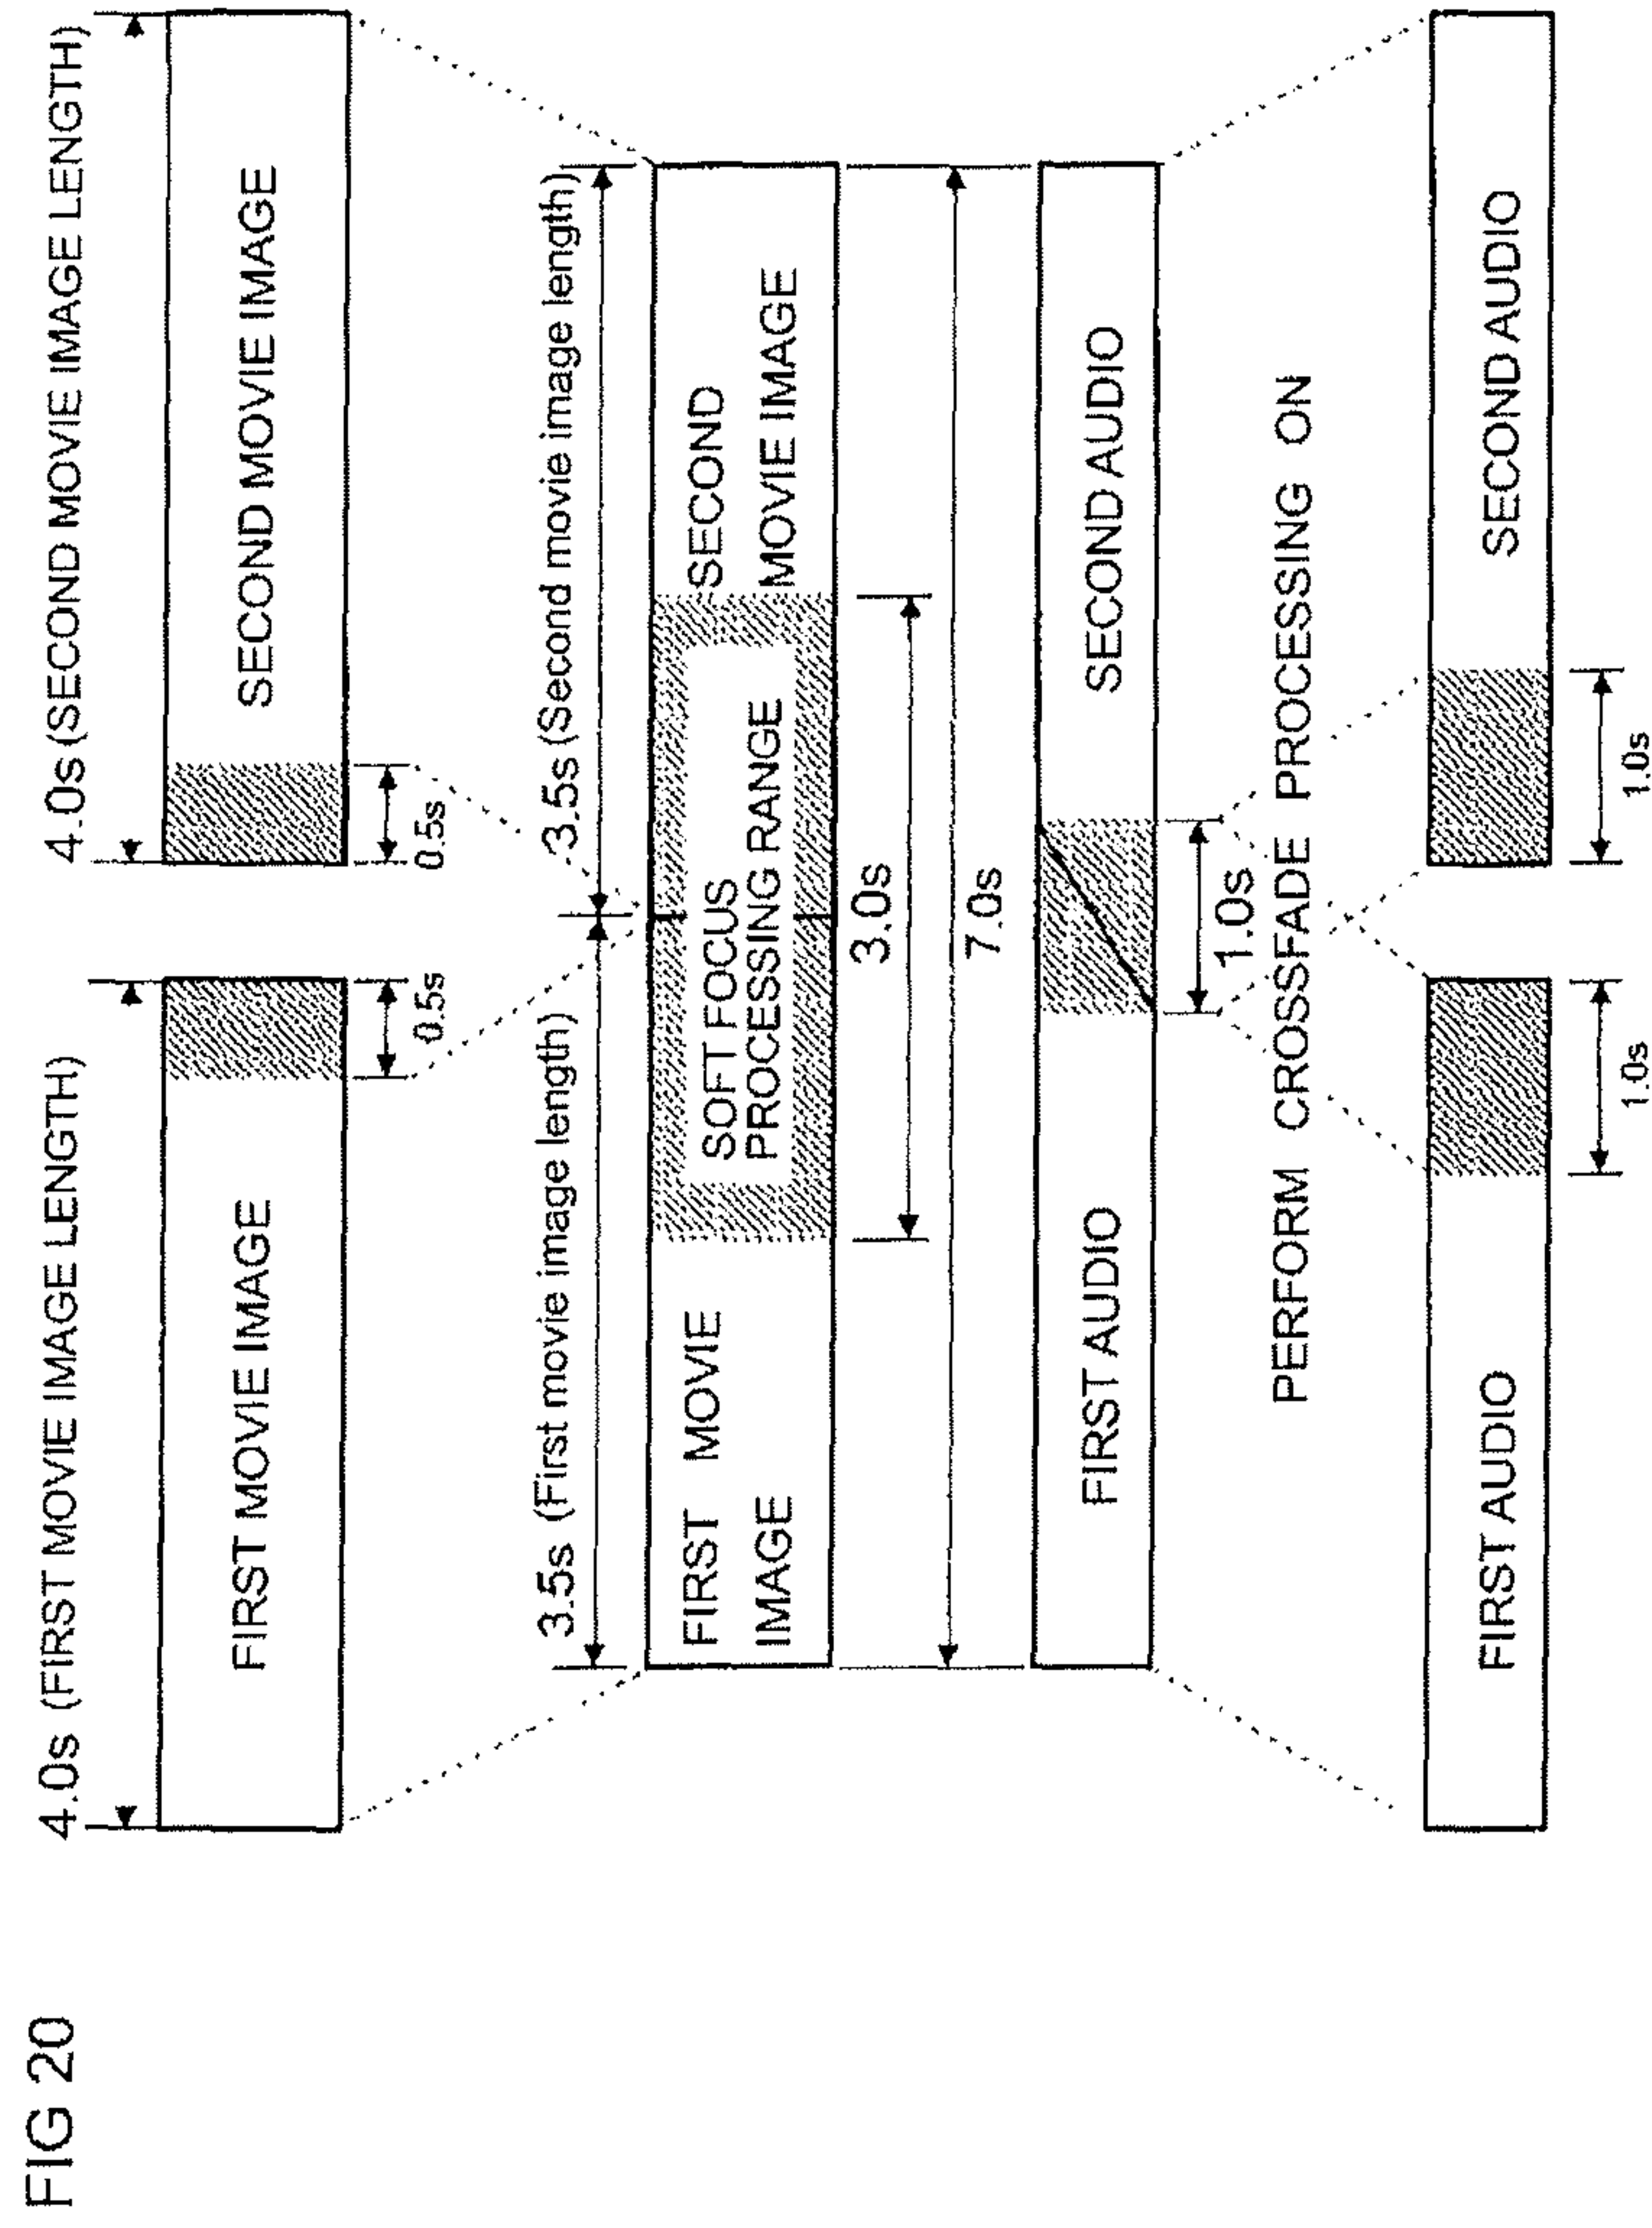 FIG 20
4.0s (FIRST MOVIE IMAGE LENGTH)
4.0s (SECOND MOVIE IMAGE LENGTH)
FIRST MOVIE IMAGE
SECOND MOVIE IMAGE
0.5s
0.5s
3.5s (First movie image length)
3.5s (Second movie image length)
FIRST MOVIE
IMAGE
SOFT FOCUS
PROCESSING RANGE
SECOND
MOVIE IMAGE
3.0s
7.0s
FIRST AUDIO
SECOND AUDIO
1.0s
PERFORM CROSSFADE PROCESSING ON
FIRST AUDIO
SECOND AUDIO
1.0s
1.0s